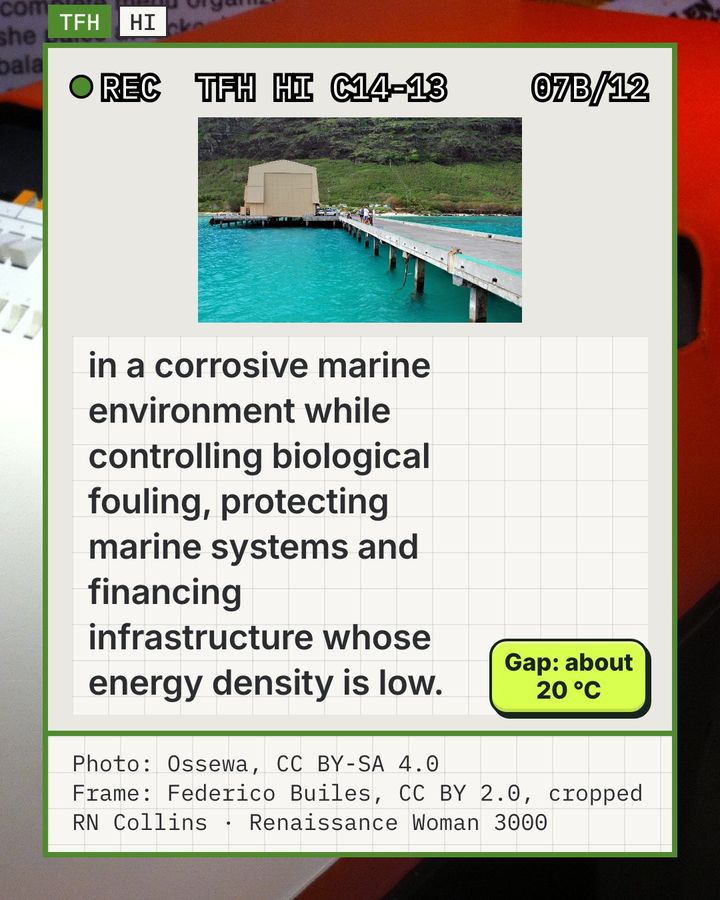 TFH HI
REC TFH HI C14-13 07B/12
in a corrosive marine
environment while
controlling biological
fouling, protecting
marine systems and
financing
infrastructure whose
energy density is low.
Gap: about
20 °C
Photo: Ossewa, CC BY-SA 4.0
Frame: Federico Builes, CC BY 2.0, cropped
RN Collins · Renaissance Woman 3000